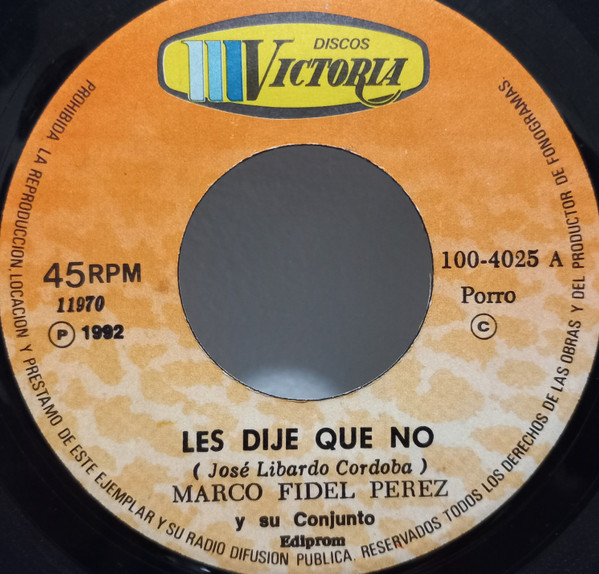 DISCOS
VICTORIA
45 RPM
11970
P 1992
100-4025 A
Porro
C
LES DIJE QUE NO
( José Libardo Cordoba )
MARCO FIDEL PEREZ
y su Conjunto
Ediprom
PROHIBIDA LA REPRODUCCION, LOCACION Y PRESTAMO DE ESTE EJEMPLAR Y SU RADIO DIFUSION PUBLICA. RESERVADOS TODOS LOS DERECHOS DE LAS OBRAS Y DEL PRODUCTOR DE FONOGRAMAS.